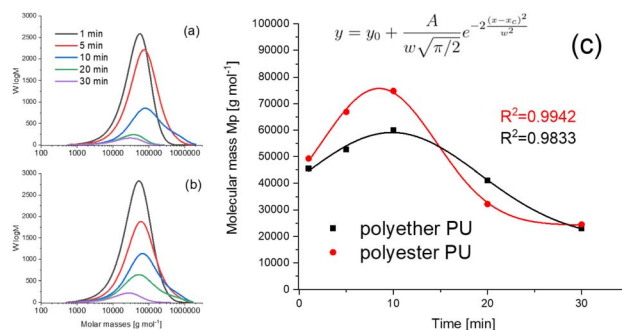 (a)
1 min
5 min
10 min
20 min
30 min
W/logM
3000
2500
2000
1500
1000
500
0
100 1000 10000 100000 1000000
(b)
W/logM
3000
2500
2000
1500
1000
500
0
100 1000 10000 100000 1000000
Molar masses [g mol⁻¹]
(c)
y = y₀ + A/(w√(π/2)) e^(-2(x-x_c)²/w²)
R²=0.9942
R²=0.9833
Molecular mass Mp [g mol⁻¹]
100000
90000
80000
70000
60000
50000
40000
30000
20000
10000
0
polyether PU
polyester PU
0 10 20 30
Time [min]